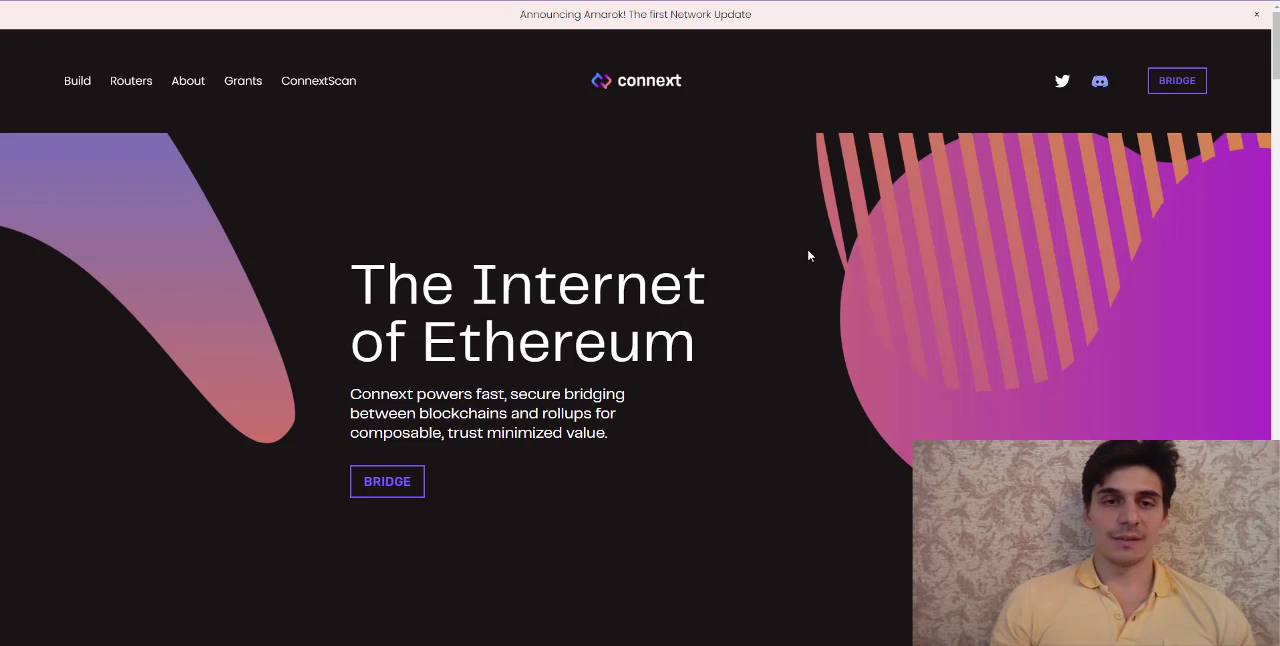 Announcing Amarok! The first Network Update
×
Build
Routers
About
Grants
ConnextScan
connext
BRIDGE
The Internet
of Ethereum
Connext powers fast, secure bridging
between blockchains and rollups for
composable, trust minimized value.
BRIDGE